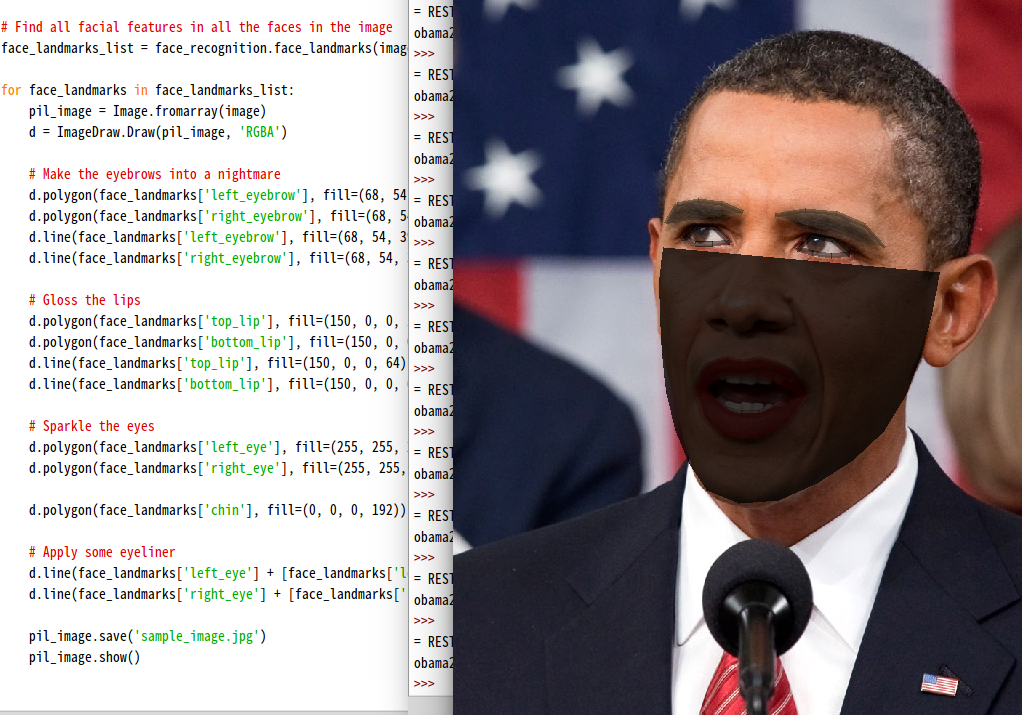 # Find all facial features in all the faces in the image
face_landmarks_list = face_recognition.face_landmarks(imag
for face_landmarks in face_landmarks_list:
pil_image = Image.fromarray(image)
d = ImageDraw.Draw(pil_image, 'RGBA')
# Make the eyebrows into a nightmare
d.polygon(face_landmarks['left_eyebrow'], fill=(68, 54
d.polygon(face_landmarks['right_eyebrow'], fill=(68, 5
d.line(face_landmarks['left_eyebrow'], fill=(68, 54, 3
d.line(face_landmarks['right_eyebrow'], fill=(68, 54,
# Gloss the lips
d.polygon(face_landmarks['top_lip'], fill=(150, 0, 0,
d.polygon(face_landmarks['bottom_lip'], fill=(150, 0, 0
d.line(face_landmarks['top_lip'], fill=(150, 0, 0, 64)
d.line(face_landmarks['bottom_lip'], fill=(150, 0, 0,
# Sparkle the eyes
d.polygon(face_landmarks['left_eye'], fill=(255, 255,
d.polygon(face_landmarks['right_eye'], fill=(255, 255,
d.polygon(face_landmarks['chin'], fill=(0, 0, 0, 192))
# Apply some eyeliner
d.line(face_landmarks['left_eye'] + [face_landmarks['l
d.line(face_landmarks['right_eye'] + [face_landmarks['
pil_image.save('sample_image.jpg')
pil_image.show()
= REST
obama2
>>>
= REST
obama2
>>>
= REST
obama2
>>>
= REST
obama2
>>>
= REST
obama2
>>>
= REST
obama2
>>>
= REST
obama2
>>>
= REST
obama2
>>>
= REST
obama2
>>>
= REST
obama2
>>>
= REST
obama2
>>>